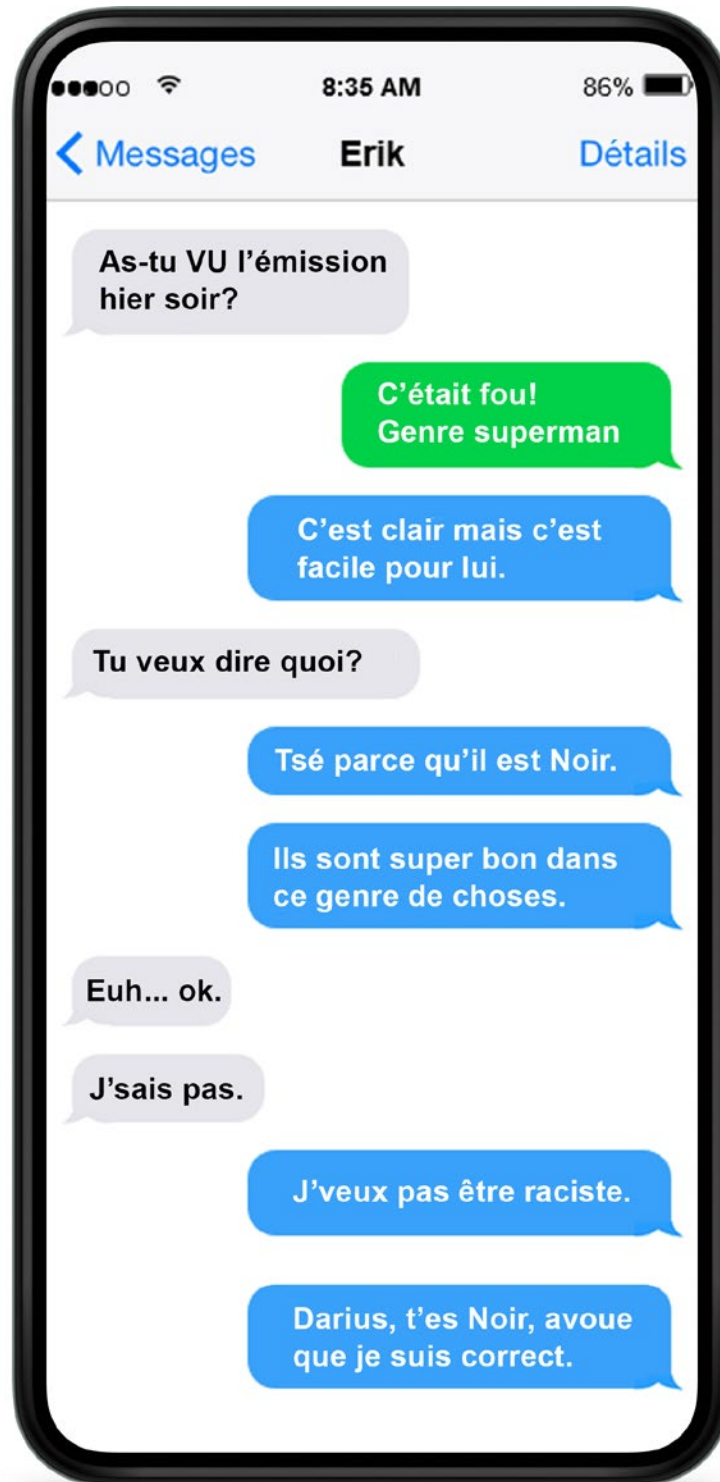 8:35 AM
86%
Messages
Erik
Détails
As-tu VU l’émission
hier soir?
C’était fou!
Genre superman
C’est clair mais c’est
facile pour lui.
Tu veux dire quoi?
Tsé parce qu’il est Noir.
Ils sont super bon dans
ce genre de choses.
Euh... ok.
J’sais pas.
J’veux pas être raciste.
Darius, t’es Noir, avoue
que je suis correct.